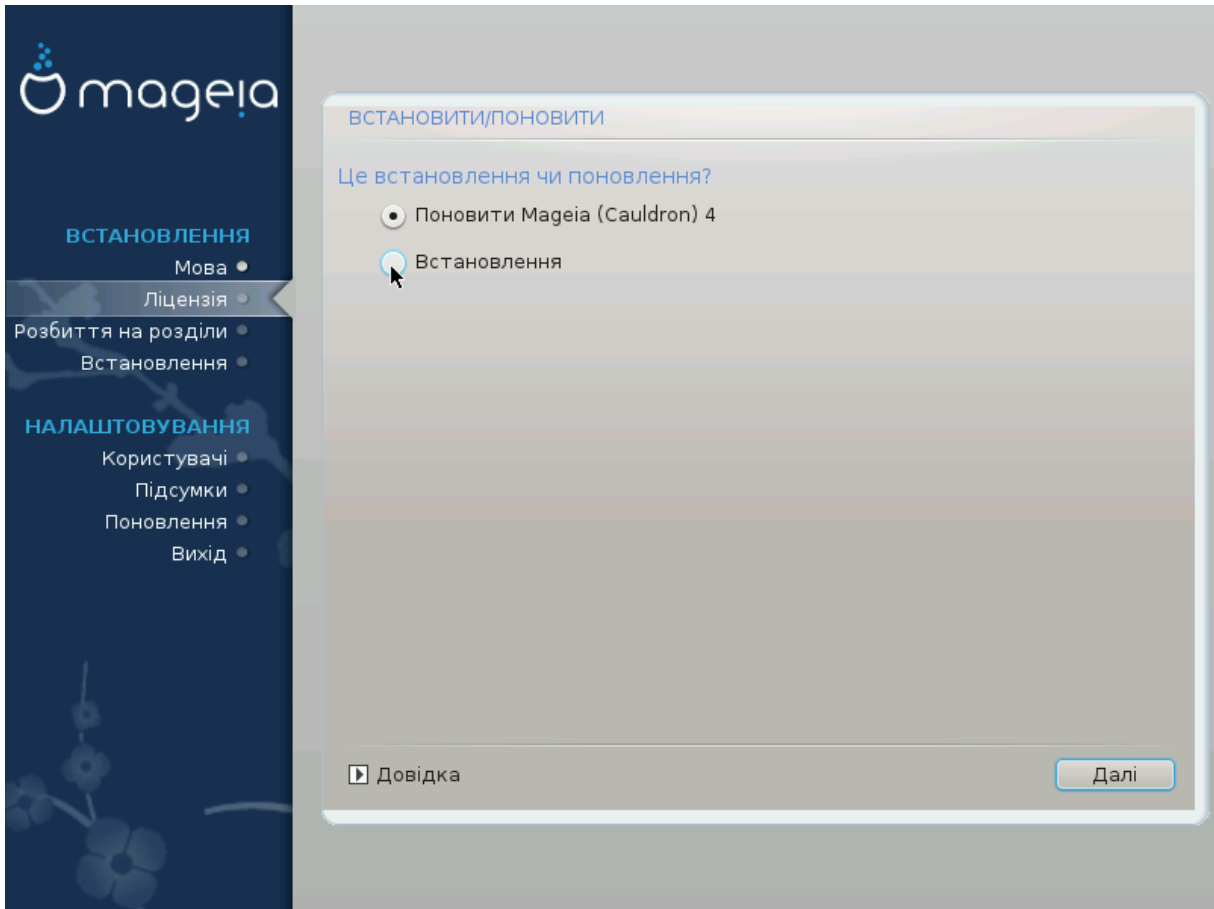 mageia
ВСТАНОВЛЕННЯ
Мова
Ліцензія
Розбиття на розділи
Встановлення
НАЛАШТОВУВАННЯ
Користувачі
Підсумки
Поновлення
Вихід
ВСТАНОВИТИ/ПОНОВИТИ
Це встановлення чи поновлення?
Поновити Mageia (Cauldron) 4
Встановлення
Довідка
Далі